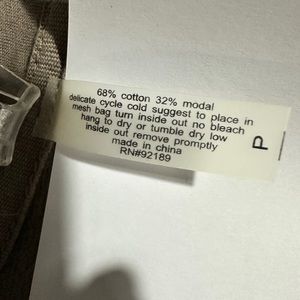 68% cotton 32% modal
delicate cycle cold suggest to place in
mesh bag turn inside out no bleach
hang to dry or tumble dry low
inside out remove promptly
made in china
RN#92189
P